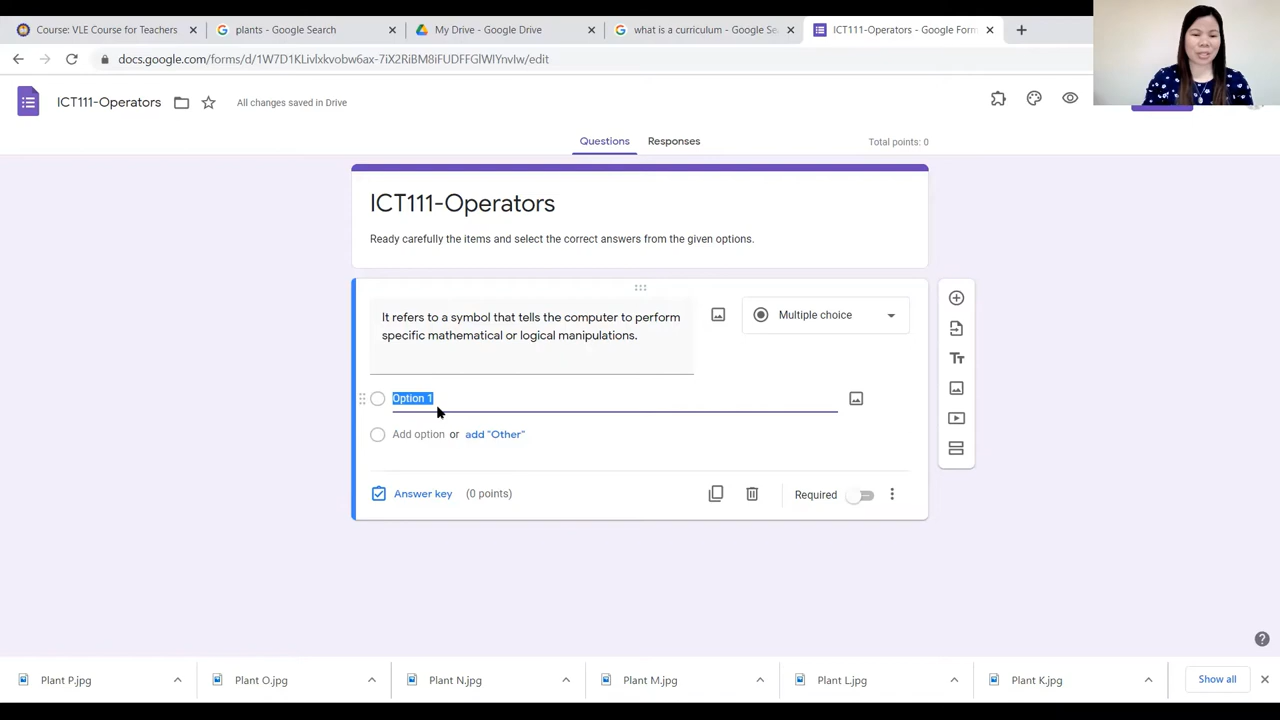 Course: VLE Course for Teachers
plants - Google Search
My Drive - Google Drive
what is a curriculum - Google Se
ICT111-Operators - Google Form
docs.google.com/forms/d/1W7D1KLivlxkvobw6ax-7iX2RiBM8iFUDFFGlWIYnvIw/edit
ICT111-Operators
All changes saved in Drive
Questions
Responses
Total points: 0
ICT111-Operators
Ready carefully the items and select the correct answers from the given options.
It refers to a symbol that tells the computer to perform
specific mathematical or logical manipulations.
Multiple choice
Option 1
Add option or add "Other"
Answer key (0 points)
Required
Plant P.jpg
Plant O.jpg
Plant N.jpg
Plant M.jpg
Plant L.jpg
Plant K.jpg
Show all